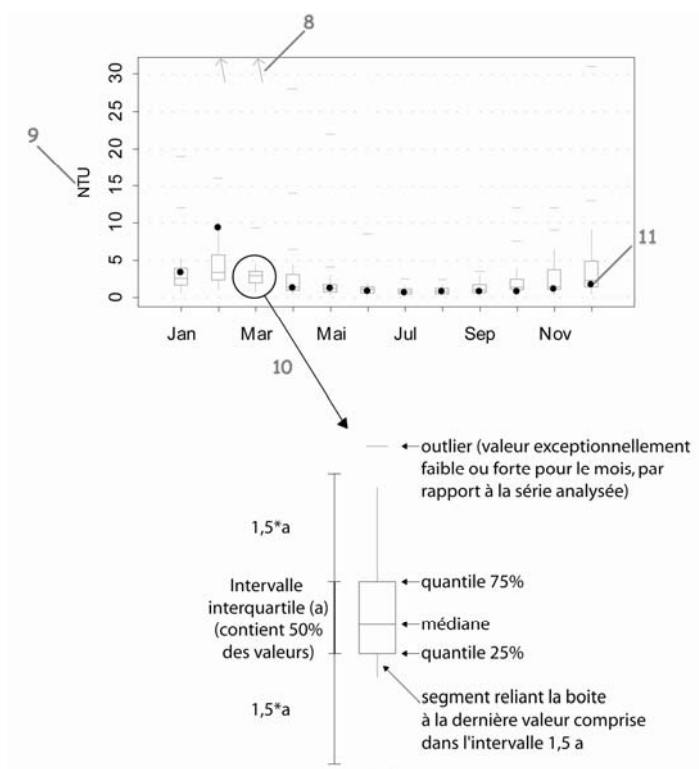 8
9
NTU
30
25
20
15
10
5
0
11
Jan
Mar
Mai
Jul
Sep
Nov
10
outlier (valeur exceptionnellement
faible ou forte pour le mois, par
rapport à la série analysée)
1,5*a
Intervalle
interquartile (a)
(contient 50%
des valeurs)
quantile 75%
médiane
quantile 25%
1,5*a
segment reliant la boite
à la dernière valeur comprise
dans l'intervalle 1,5 a